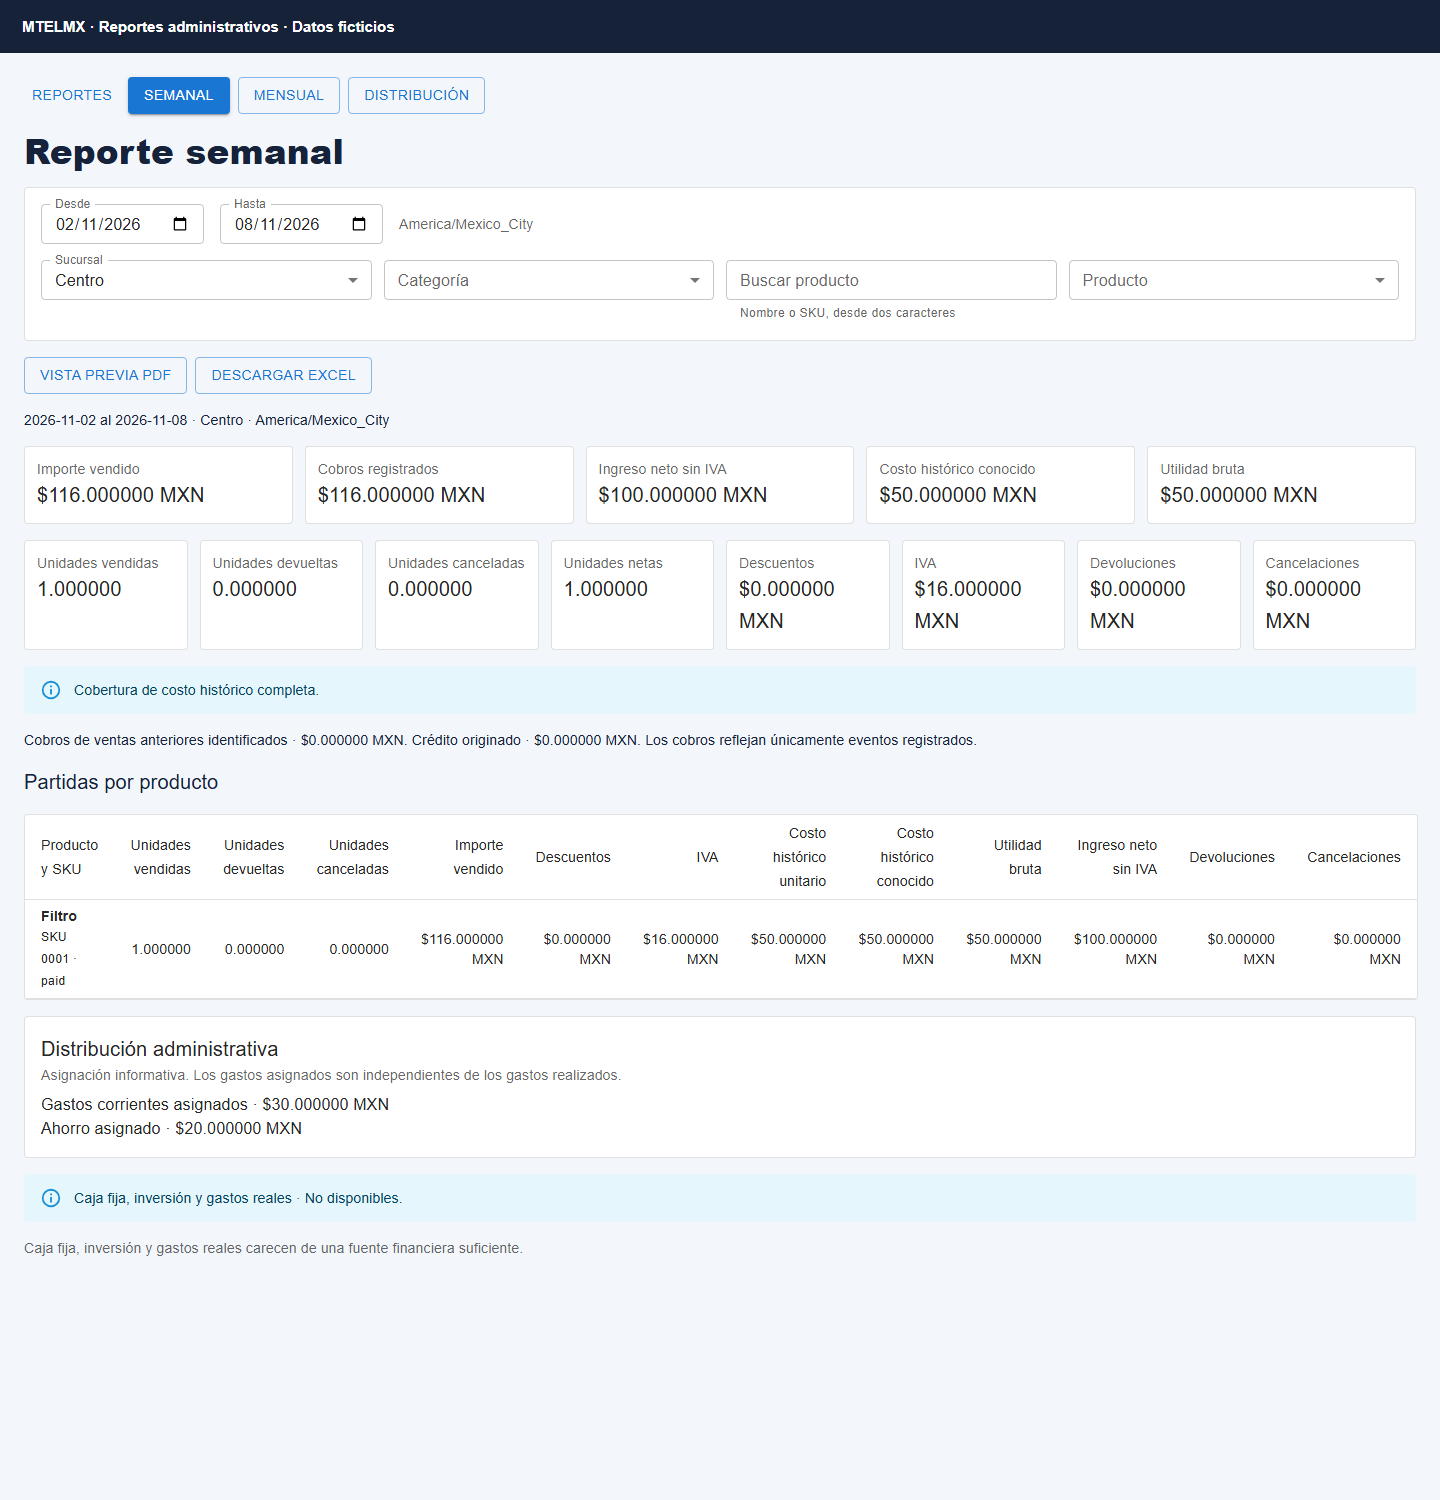 MTELMX · Reportes administrativos · Datos ficticios
REPORTES SEMANAL MENSUAL DISTRIBUCIÓN
Reporte semanal
Desde Hasta
02/11/2026 08/11/2026 America/Mexico_City
Sucursal
Centro Categoría Buscar producto Producto
Nombre o SKU, desde dos caracteres
VISTA PREVIA PDF DESCARGAR EXCEL
2026-11-02 al 2026-11-08 · Centro · America/Mexico_City
Importe vendido Cobros registrados Ingreso neto sin IVA Costo histórico conocido Utilidad bruta
$116.000000 MXN $116.000000 MXN $100.000000 MXN $50.000000 MXN $50.000000 MXN
Unidades vendidas Unidades devueltas Unidades canceladas Unidades netas Descuentos IVA Devoluciones Cancelaciones
1.000000 0.000000 0.000000 1.000000 $0.000000 $16.000000 $0.000000 $0.000000
MXN MXN MXN MXN
Cobertura de costo histórico completa.
Cobros de ventas anteriores identificados · $0.000000 MXN. Crédito originado · $0.000000 MXN. Los cobros reflejan únicamente eventos registrados.
Partidas por producto
Costo Costo
Producto Unidades Unidades Unidades Importe Utilidad Ingreso neto
Descuentos IVA histórico histórico Devoluciones Cancelaciones
y SKU vendidas devueltas canceladas vendido bruta sin IVA
unitario conocido
Filtro
SKU
0001 ·
paid
1.000000 0.000000 0.000000 $116.000000 $0.000000 $16.000000 $50.000000 $50.000000 $50.000000 $100.000000 $0.000000 $0.000000
MXN MXN MXN MXN MXN MXN MXN MXN MXN
Distribución administrativa
Asignación informativa. Los gastos asignados son independientes de los gastos realizados.
Gastos corrientes asignados · $30.000000 MXN
Ahorro asignado · $20.000000 MXN
Caja fija, inversión y gastos reales · No disponibles.
Caja fija, inversión y gastos reales carecen de una fuente financiera suficiente.